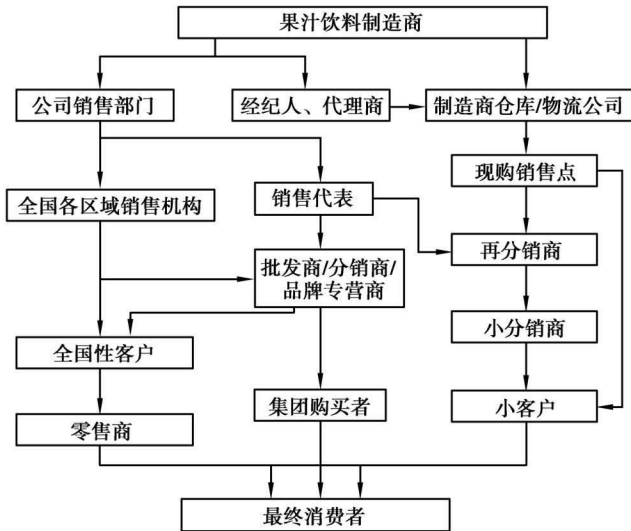 果汁饮料制造商
公司销售部门
经纪人、代理商
制造商仓库/物流公司
现购销售点
全国各区域销售机构
销售代表
再分销商
批发商/分销商/
品牌专营商
小分销商
全国性客户
集团购买者
小客户
零售商
最终消费者